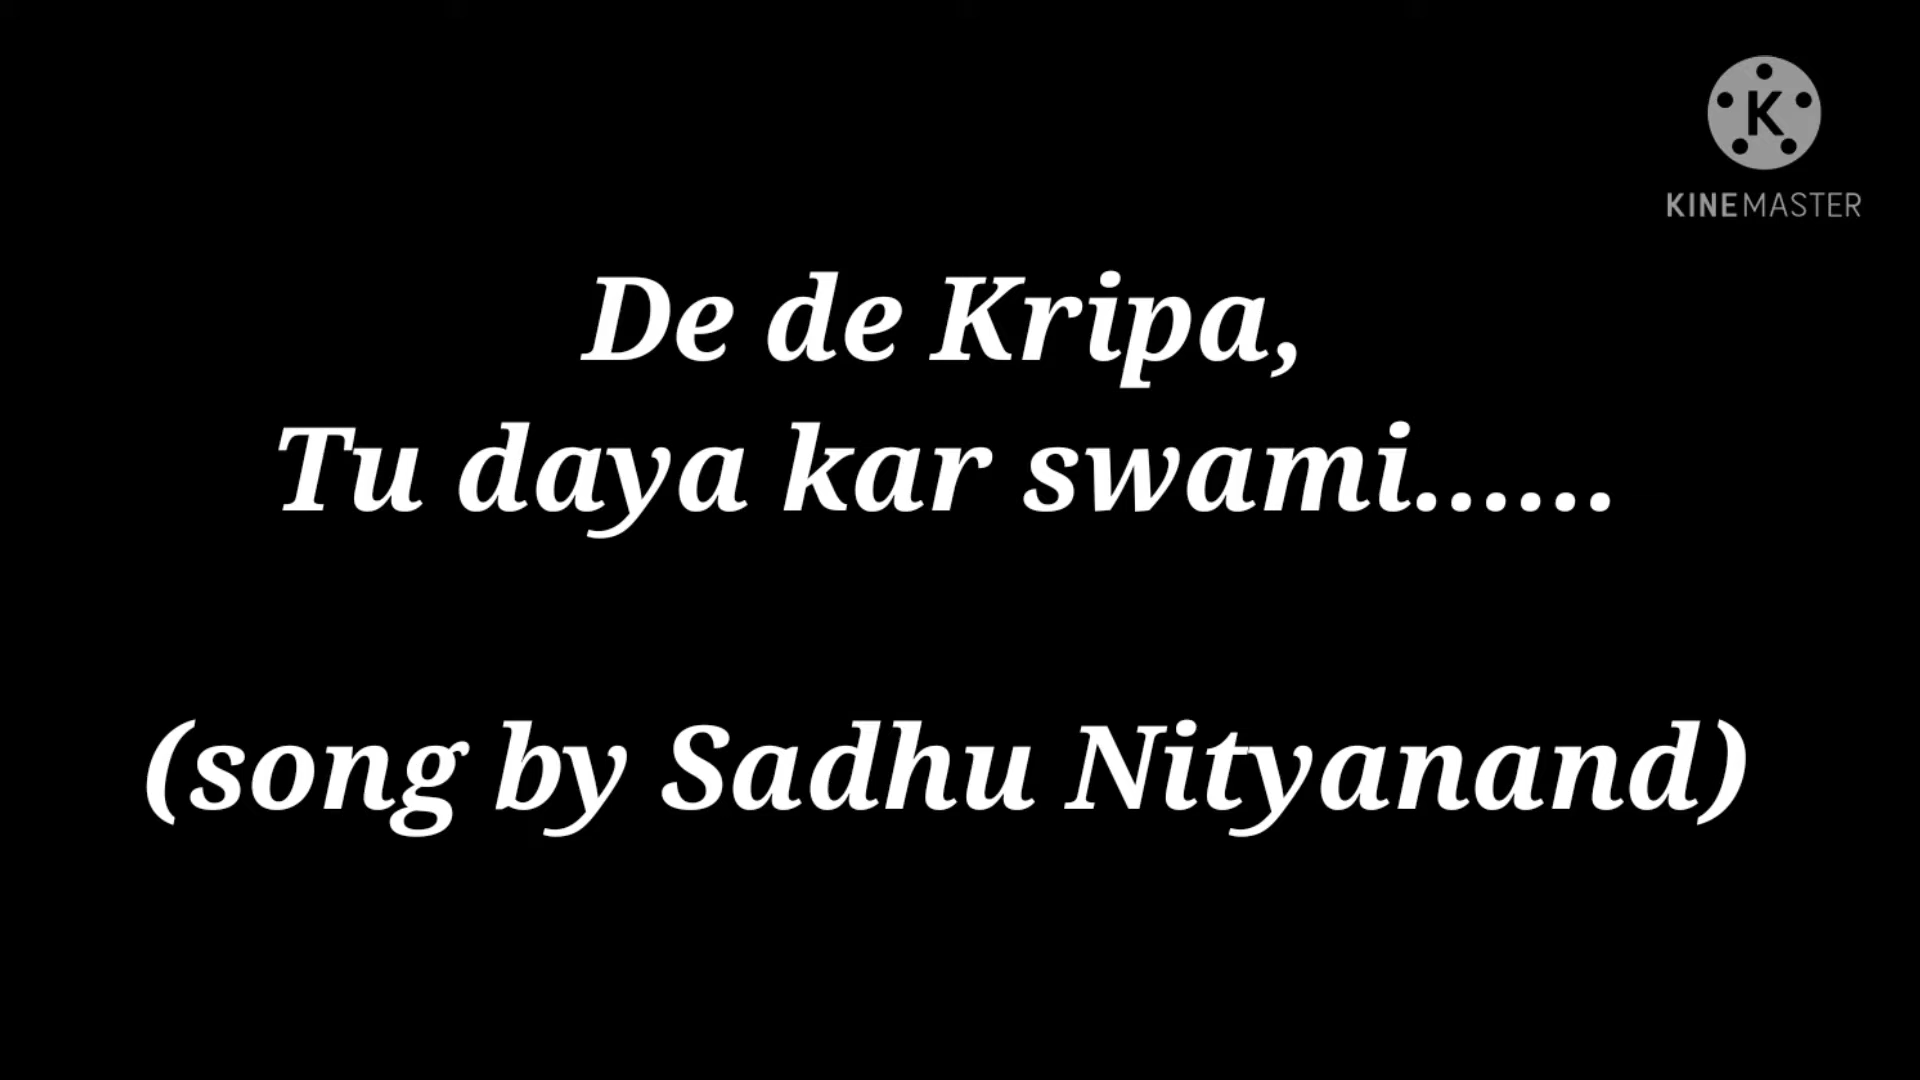 K
KINEMASTER
De de Kripa,
Tu daya kar swami......
(song by Sadhu Nityanand)